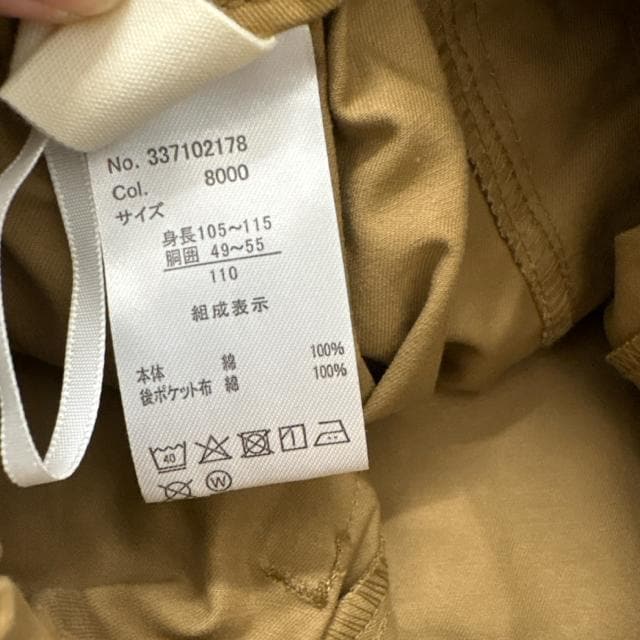 No. 337102178
Col. 8000
サイズ
身長105～115
胴囲 49～55
110
組成表示
本体 綿 100%
後ポケット布 綿 100%
40
W